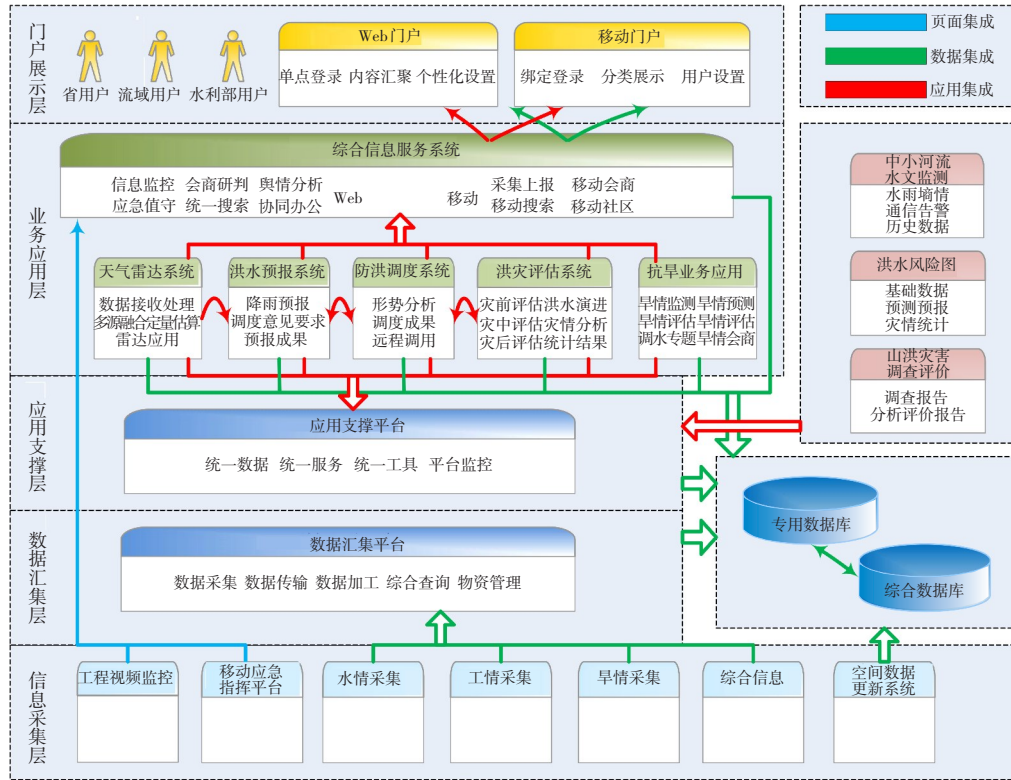 门户展示层
省用户 流域用户 水利部用户
Web门户
单点登录 内容汇聚 个性化设置
移动门户
绑定登录 分类展示 用户设置
页面集成
数据集成
应用集成
业务应用层
综合信息服务系统
信息监控 会商研判 舆情分析
应急值守 统一搜索 协同办公
Web
移动
采集上报 移动会商
移动搜索 移动社区
天气雷达系统
数据接收处理
多源融合定量估算
雷达应用
洪水预报系统
降雨预报
调度意见要求
预报成果
防洪调度系统
形势分析
调度成果
远程调用
洪灾评估系统
灾前评估洪水演进
灾中评估灾情分析
灾后评估统计结果
抗旱业务应用
旱情监测 旱情预测
旱情评估 旱情评估
调水专题 旱情会商
中小河流
水文监测
水雨墒情
通信告警
历史数据
洪水风险图
基础数据
预测预报
灾情统计
山洪灾害
调查评价
调查报告
分析评价报告
应用支撑层
应用支撑平台
统一数据 统一服务 统一工具 平台监控
数据汇集层
数据汇集平台
数据采集 数据传输 数据加工 综合查询 物资管理
专用数据库
综合数据库
信息采集层
工程视频监控
移动应急
指挥平台
水情采集
工情采集
旱情采集
综合信息
空间数据
更新系统